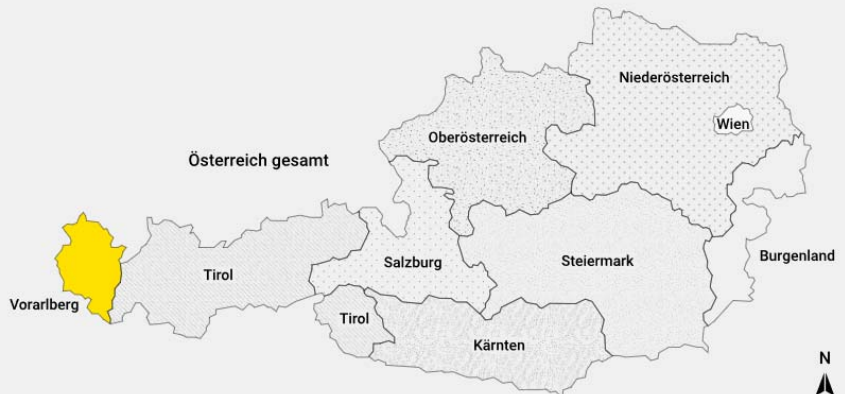 Niederösterreich
Wien
Oberösterreich
Österreich gesamt
Burgenland
Salzburg
Steiermark
Tirol
Vorarlberg
Tirol
Kärnten
N